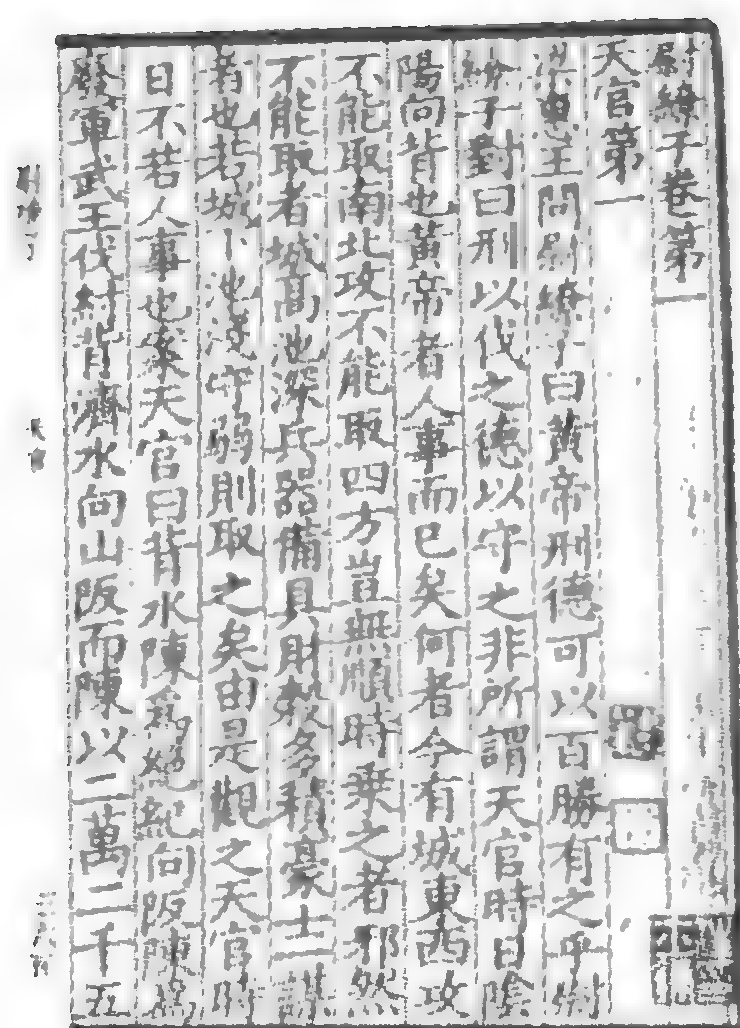 尉繚子卷第一
天官第一
梁惠王問尉繚子曰黃帝刑德可以百勝有之乎尉
繚子對曰刑以伐之德以守之非所謂天官時日陰
陽向背也黃帝者人事而已矣何者今有城東西攻
不能取南北攻不能取四方豈無順時乘之者邪然
不能取者城高池深兵器備具財穀多積豪士一謀
者也若城下池淺守弱則取之矣由是觀之天官時
日不若人事也案天官曰背水陳為絕紀向阪陳為
廢軍武王伐紂背濟水向山阪而陳以二萬二千五